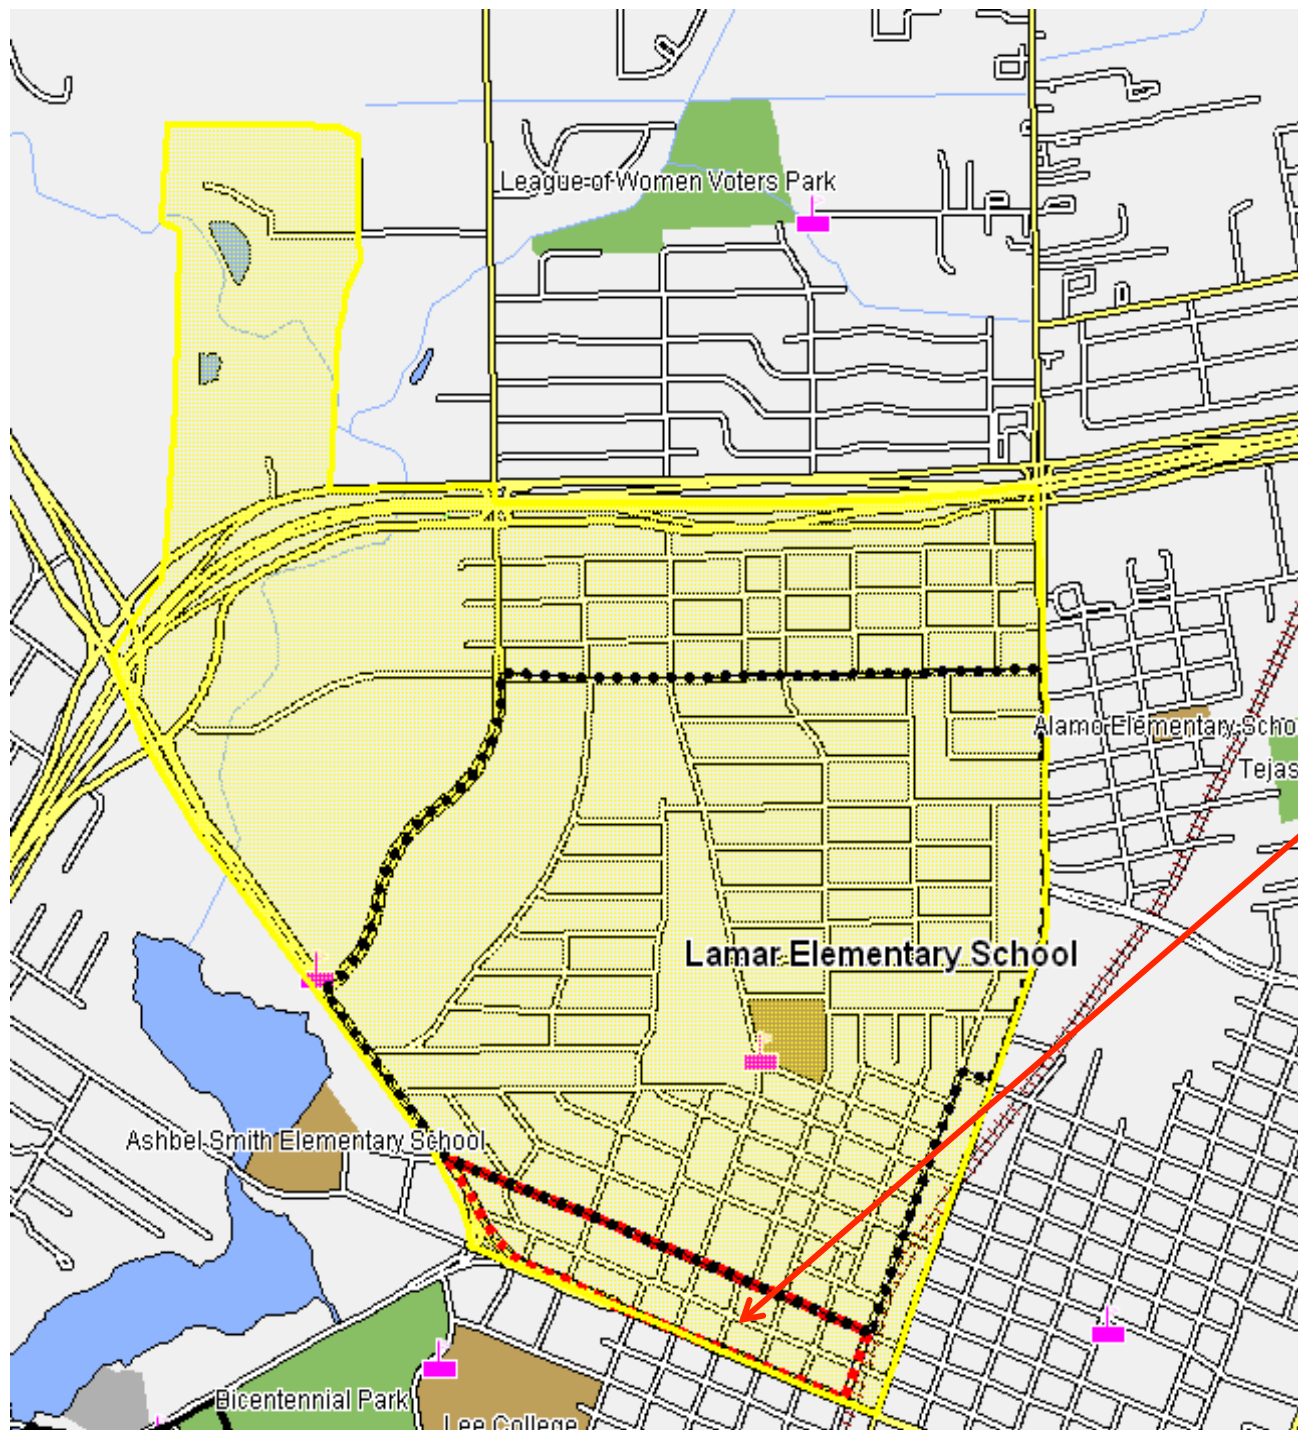 League of Women Voters Park
Alamo Elementary Scho
Tejas
Lamar Elementary School
Ashbel Smith Elementary School
Bicentennial Park
Lee College